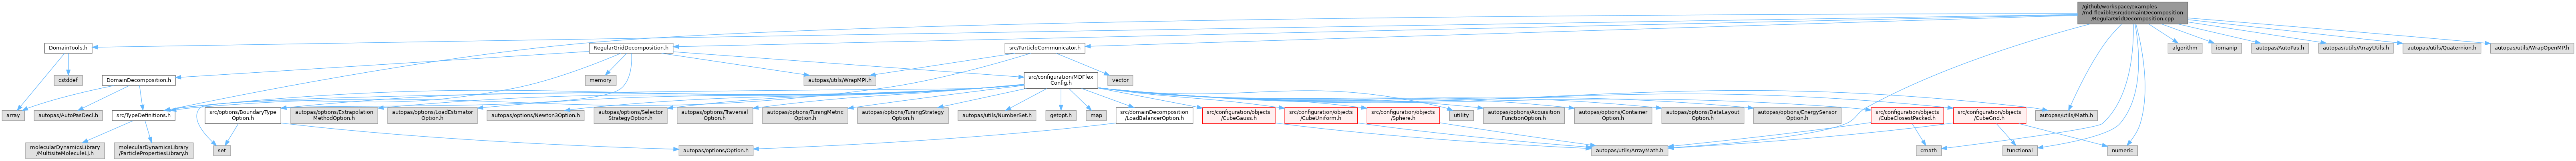 /github/workspace/examples
/md-flexible/src/domainDecomposition
/RegularGridDecomposition.cpp
DomainTools.h
RegularGridDecomposition.h
src/ParticleCommunicator.h
algorithm
iomanip
autopas/AutoPas.h
autopas/utils/ArrayUtils.h
autopas/utils/Quaternion.h
autopas/utils/WrapOpenMP.h
cstddef
DomainDecomposition.h
memory
autopas/utils/WrapMPI.h
src/configuration/MDFlex
Config.h
vector
array
autopas/AutoPasDecl.h
src/TypeDefinitions.h
src/options/BoundaryType
Option.h
autopas/options/Extrapolation
MethodOption.h
autopas/options/LoadEstimator
Option.h
autopas/options/Newton3Option.h
autopas/options/Selector
StrategyOption.h
autopas/options/Traversal
Option.h
autopas/options/TuningMetric
Option.h
autopas/options/TuningStrategy
Option.h
autopas/utils/NumberSet.h
getopt.h
map
src/domainDecomposition
/LoadBalancerOption.h
src/configuration/objects
/CubeGauss.h
src/configuration/objects
/CubeUniform.h
src/configuration/objects
/Sphere.h
utility
autopas/options/Acquisition
FunctionOption.h
autopas/options/Container
Option.h
autopas/options/DataLayout
Option.h
autopas/options/EnergySensor
Option.h
src/configuration/objects
/CubeClosestPacked.h
src/configuration/objects
/CubeGrid.h
autopas/utils/Math.h
molecularDynamicsLibrary
/MultisiteMoleculeLJ.h
molecularDynamicsLibrary
/ParticlePropertiesLibrary.h
set
autopas/options/Option.h
autopas/utils/ArrayMath.h
cmath
functional
numeric